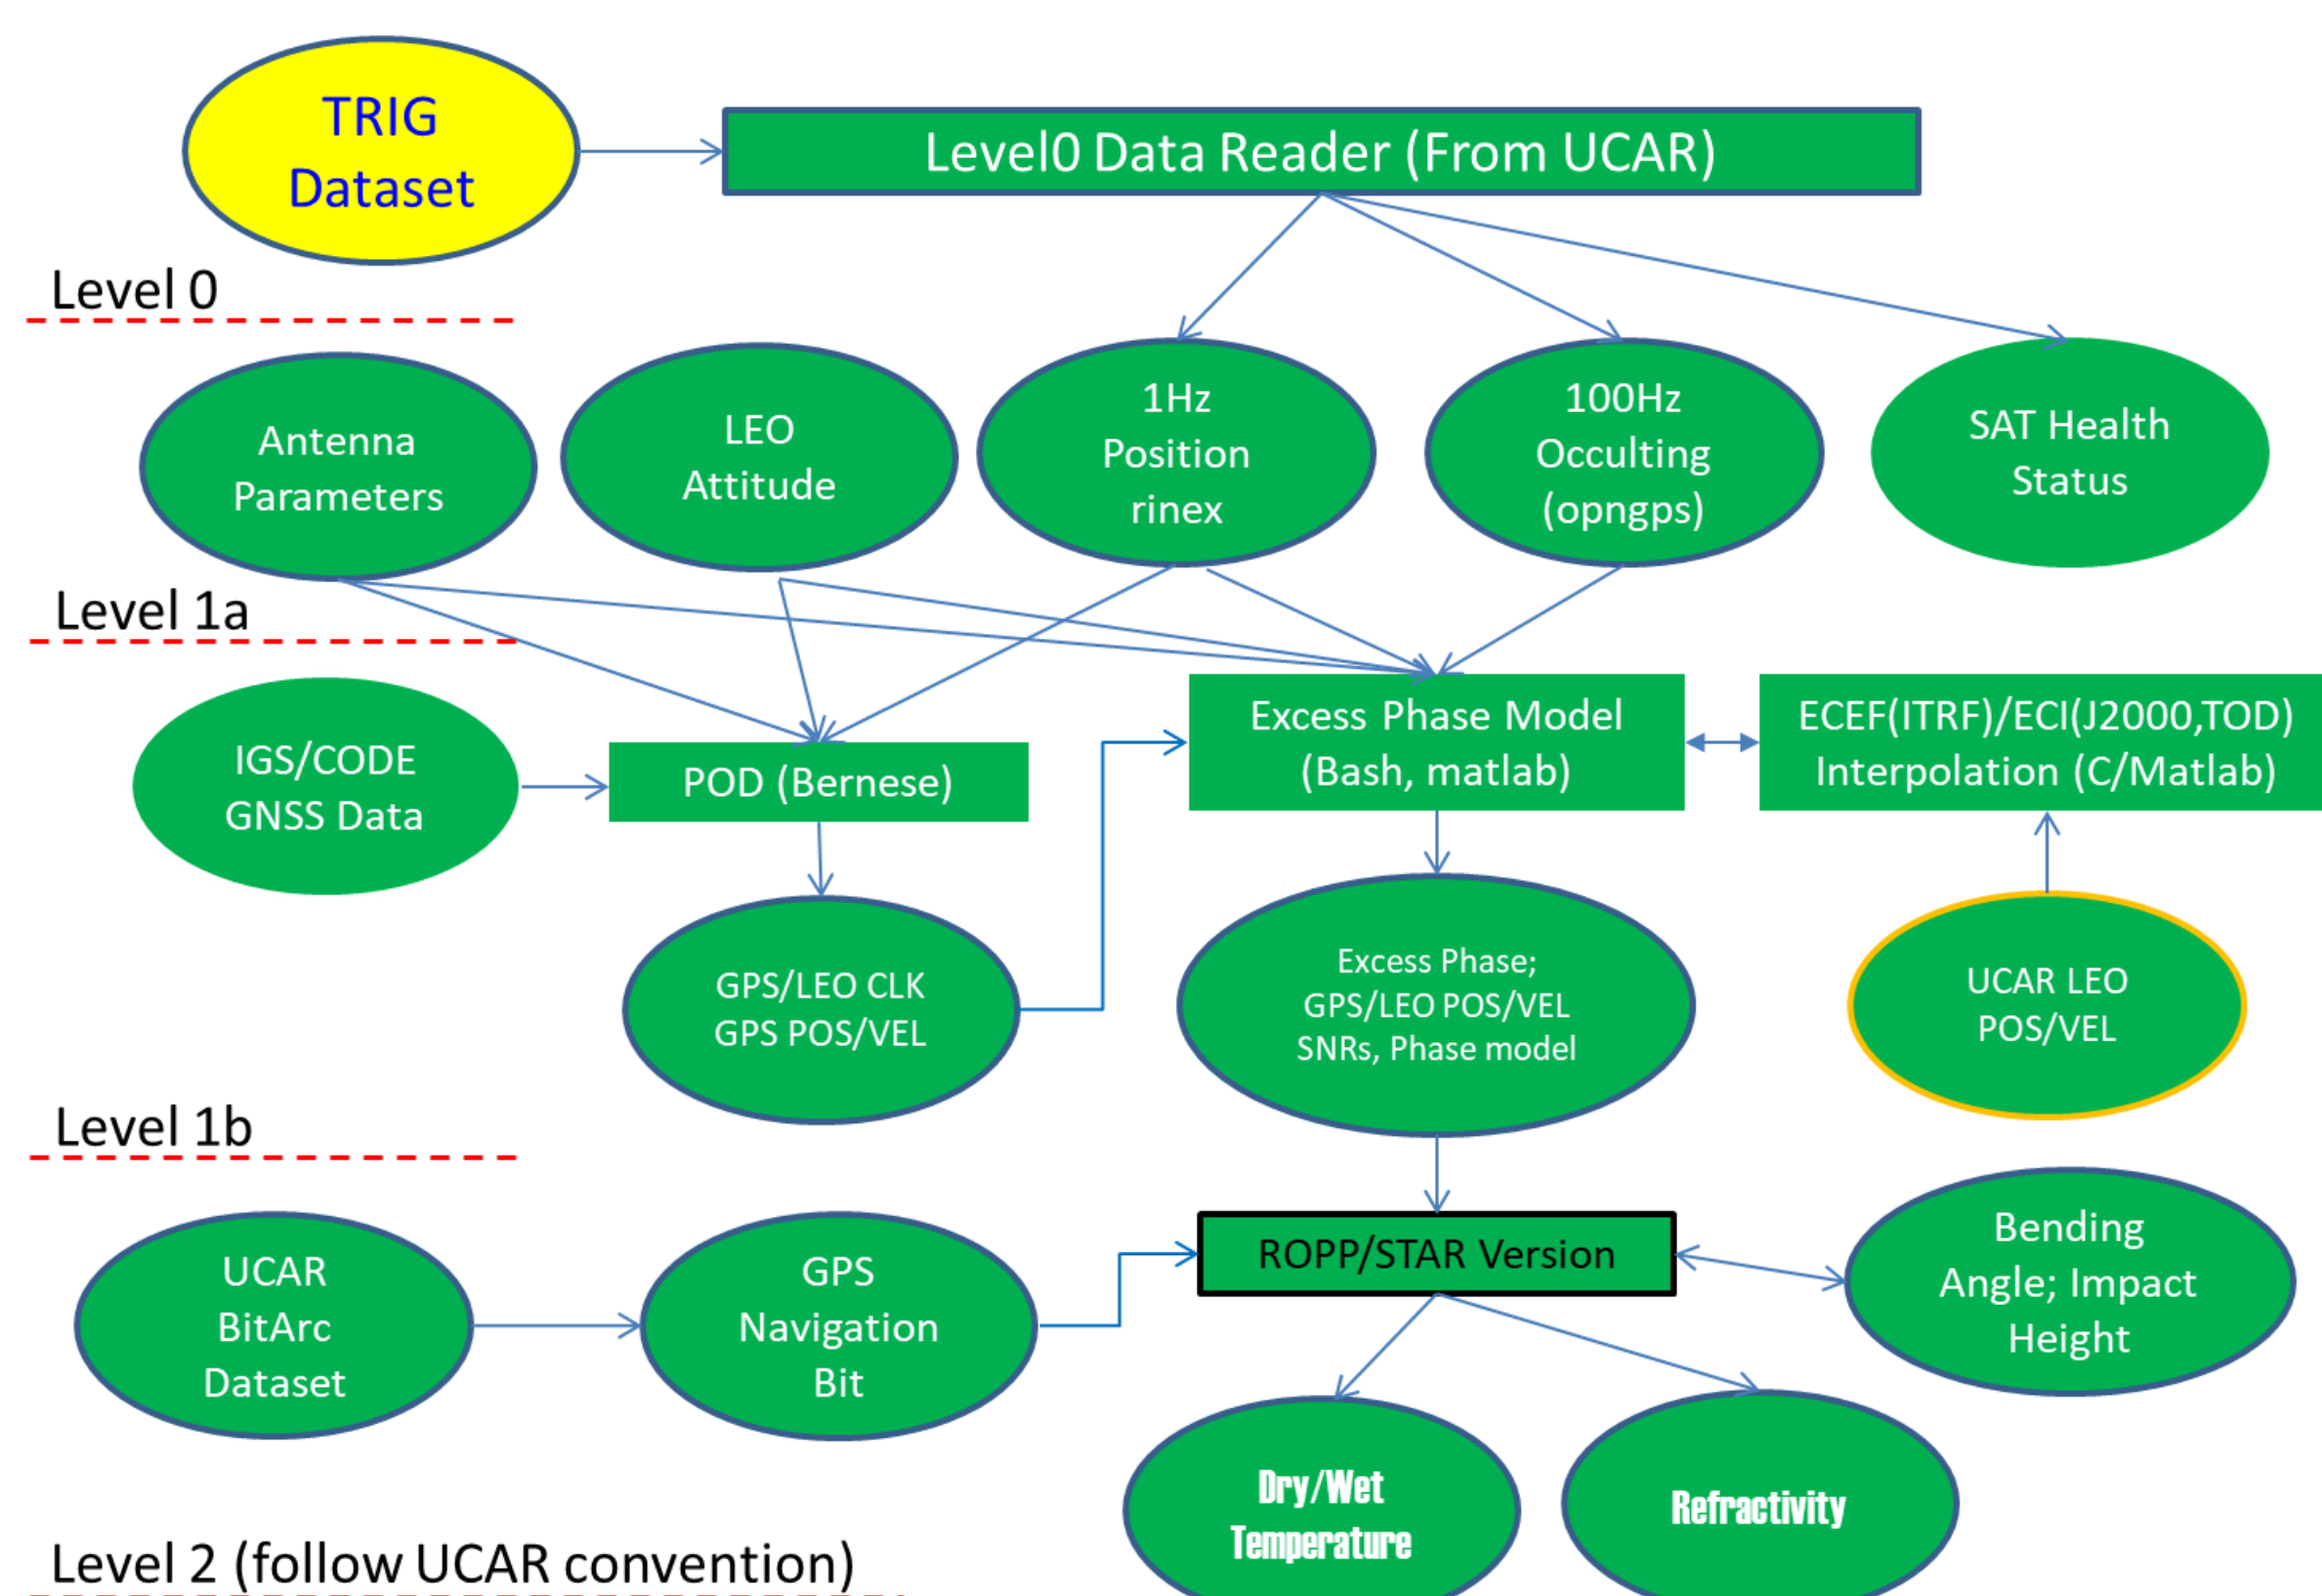 TRIG
Dataset
Level0 Data Reader (From UCAR)
Level 0
Antenna
Parameters
LEO
Attitude
1Hz
Position
rinex
100Hz
Occulting
(opngps)
SAT Health
Status
Level 1a
IGS/CODE
GNSS Data
POD (Bernese)
Excess Phase Model
(Bash, matlab)
ECEF(ITRF)/ECI(J2000,TOD)
Interpolation (C/Matlab)
GPS/LEO CLK
GPS POS/VEL
Excess Phase;
GPS/LEO POS/VEL
SNRs, Phase model
UCAR LEO
POS/VEL
Level 1b
UCAR
BitArc
Dataset
GPS
Navigation
Bit
ROPP/STAR Version
Bending
Angle; Impact
Height
Dry/Wet
Temperature
Refractivity
Level 2 (follow UCAR convention)